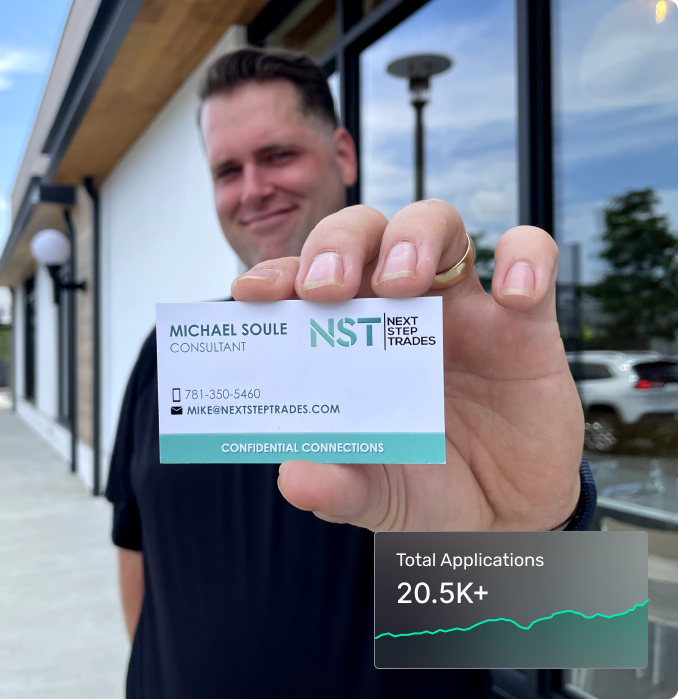 MICHAEL SOULE
CONSULTANT
NST NEXT
STEP
TRADES
781-350-5460
MIKE@NEXTSTEPTRADES.COM
CONFIDENTIAL CONNECTIONS
Total Applications
20.5K+